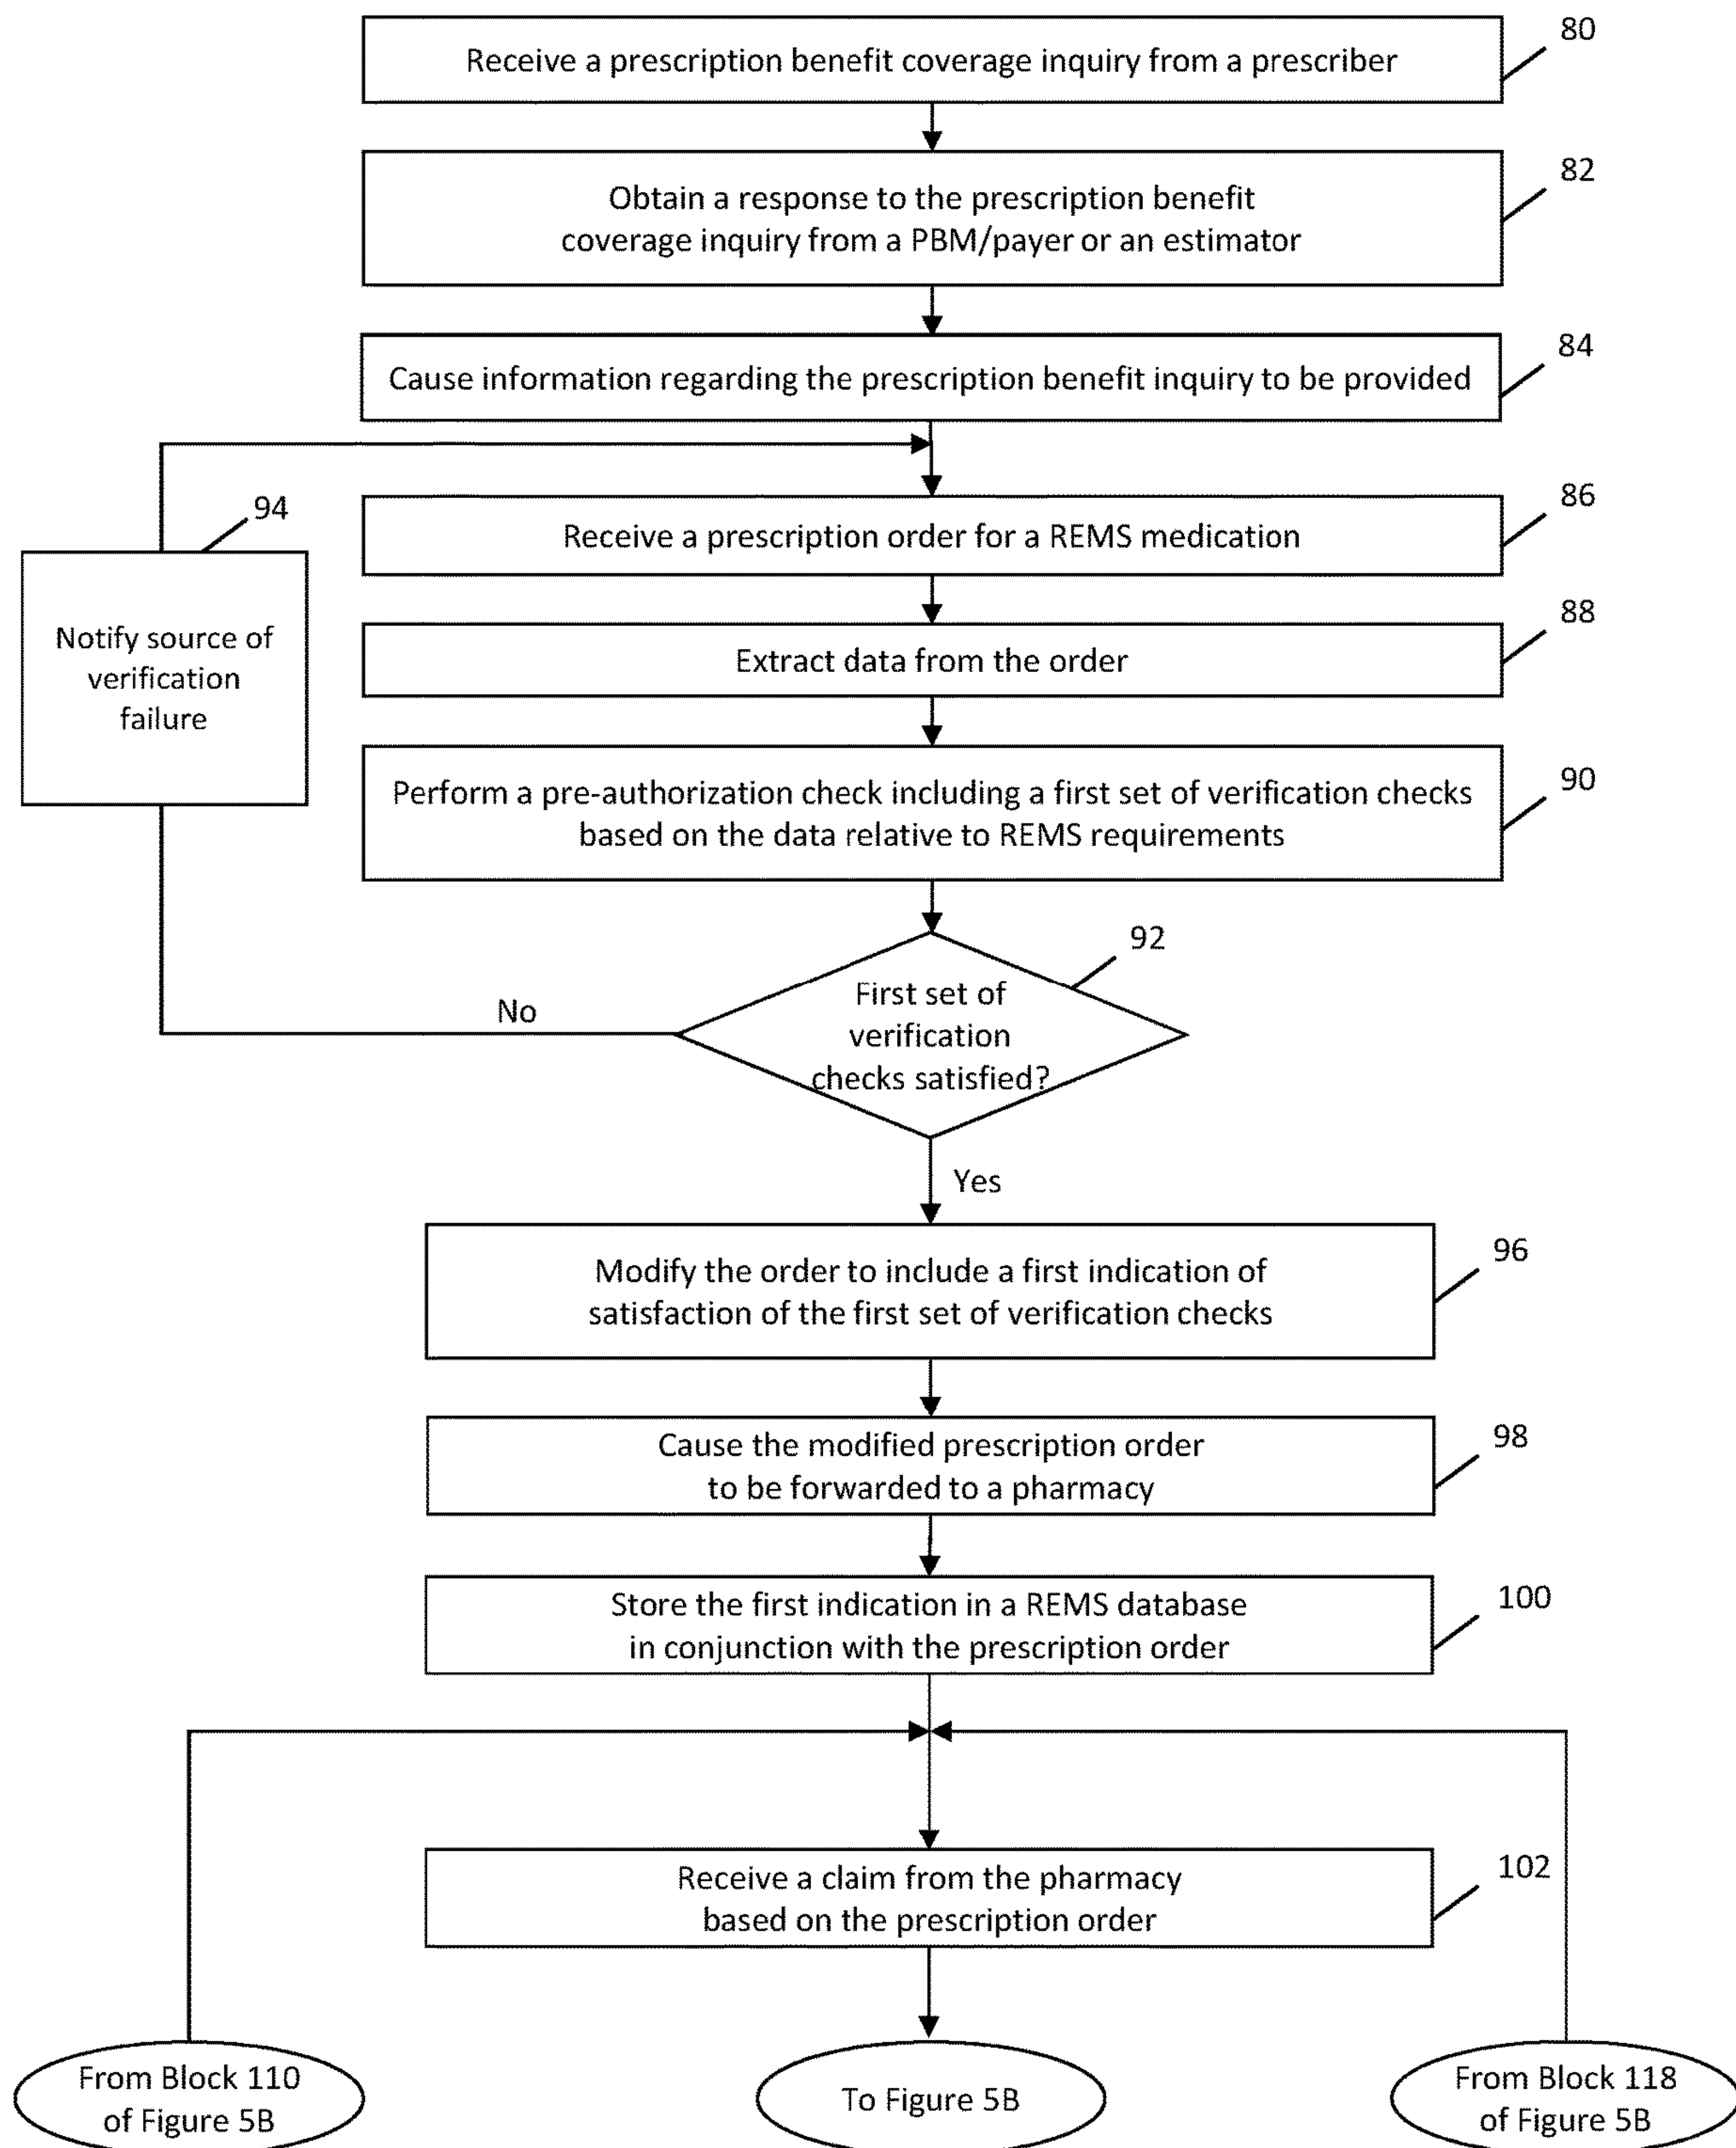 Receive a prescription benefit coverage inquiry from a prescriber
80
Obtain a response to the prescription benefit
coverage inquiry from a PBM/payer or an estimator
82
Cause information regarding the prescription benefit inquiry to be provided
84
Receive a prescription order for a REMS medication
86
94
Notify source of
verification
failure
Extract data from the order
88
Perform a pre-authorization check including a first set of verification checks
based on the data relative to REMS requirements
90
First set of
verification
checks satisfied?
92
No
Yes
Modify the order to include a first indication of
satisfaction of the first set of verification checks
96
Cause the modified prescription order
to be forwarded to a pharmacy
98
Store the first indication in a REMS database
in conjunction with the prescription order
100
Receive a claim from the pharmacy
based on the prescription order
102
From Block 110
of Figure 5B
To Figure 5B
From Block 118
of Figure 5B